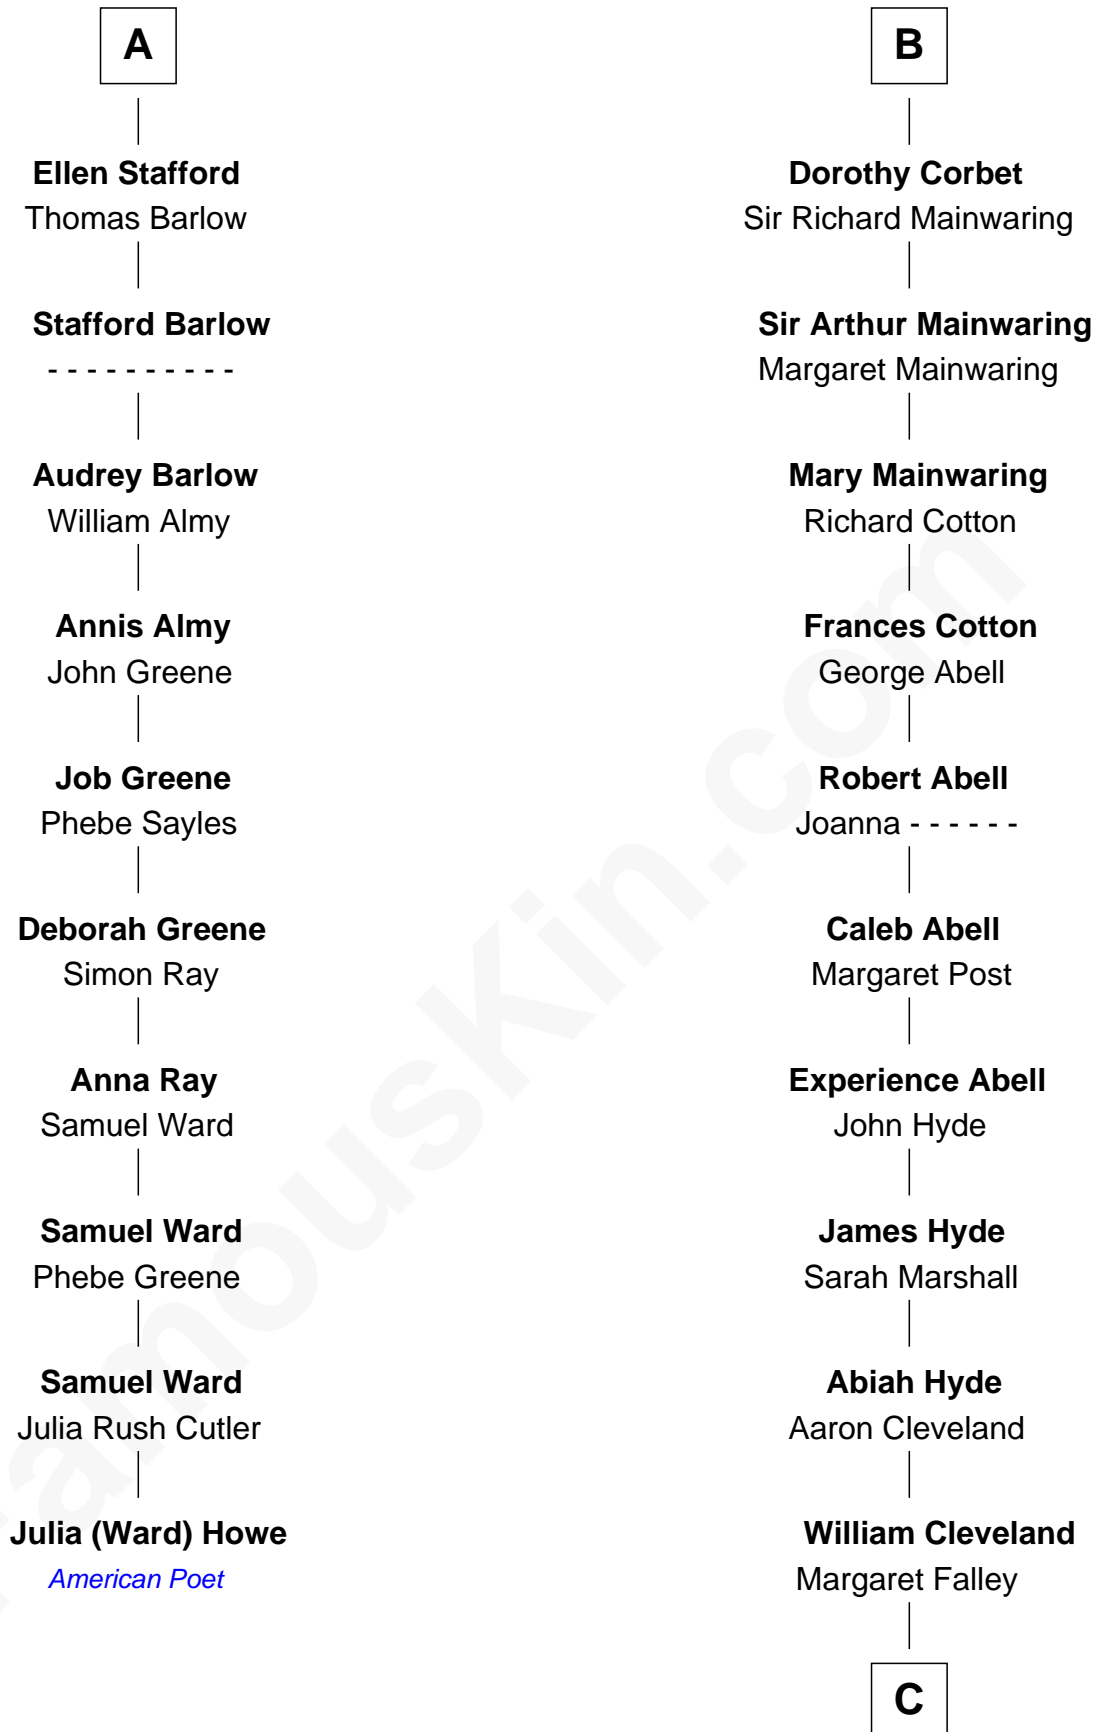 A
Ellen Stafford
Thomas Barlow
Stafford Barlow
- - - - - - - - - -
Audrey Barlow
William Almy
Annis Almy
John Greene
Job Greene
Phebe Sayles
Deborah Greene
Simon Ray
Anna Ray
Samuel Ward
Samuel Ward
Phebe Greene
Samuel Ward
Julia Rush Cutler
Julia (Ward) Howe
American Poet
B
Dorothy Corbet
Sir Richard Mainwaring
Sir Arthur Mainwaring
Margaret Mainwaring
Mary Mainwaring
Richard Cotton
Frances Cotton
George Abell
Robert Abell
Joanna - - - - - -
Caleb Abell
Margaret Post
Experience Abell
John Hyde
James Hyde
Sarah Marshall
Abiah Hyde
Aaron Cleveland
William Cleveland
Margaret Falley
C
FamousKin.com